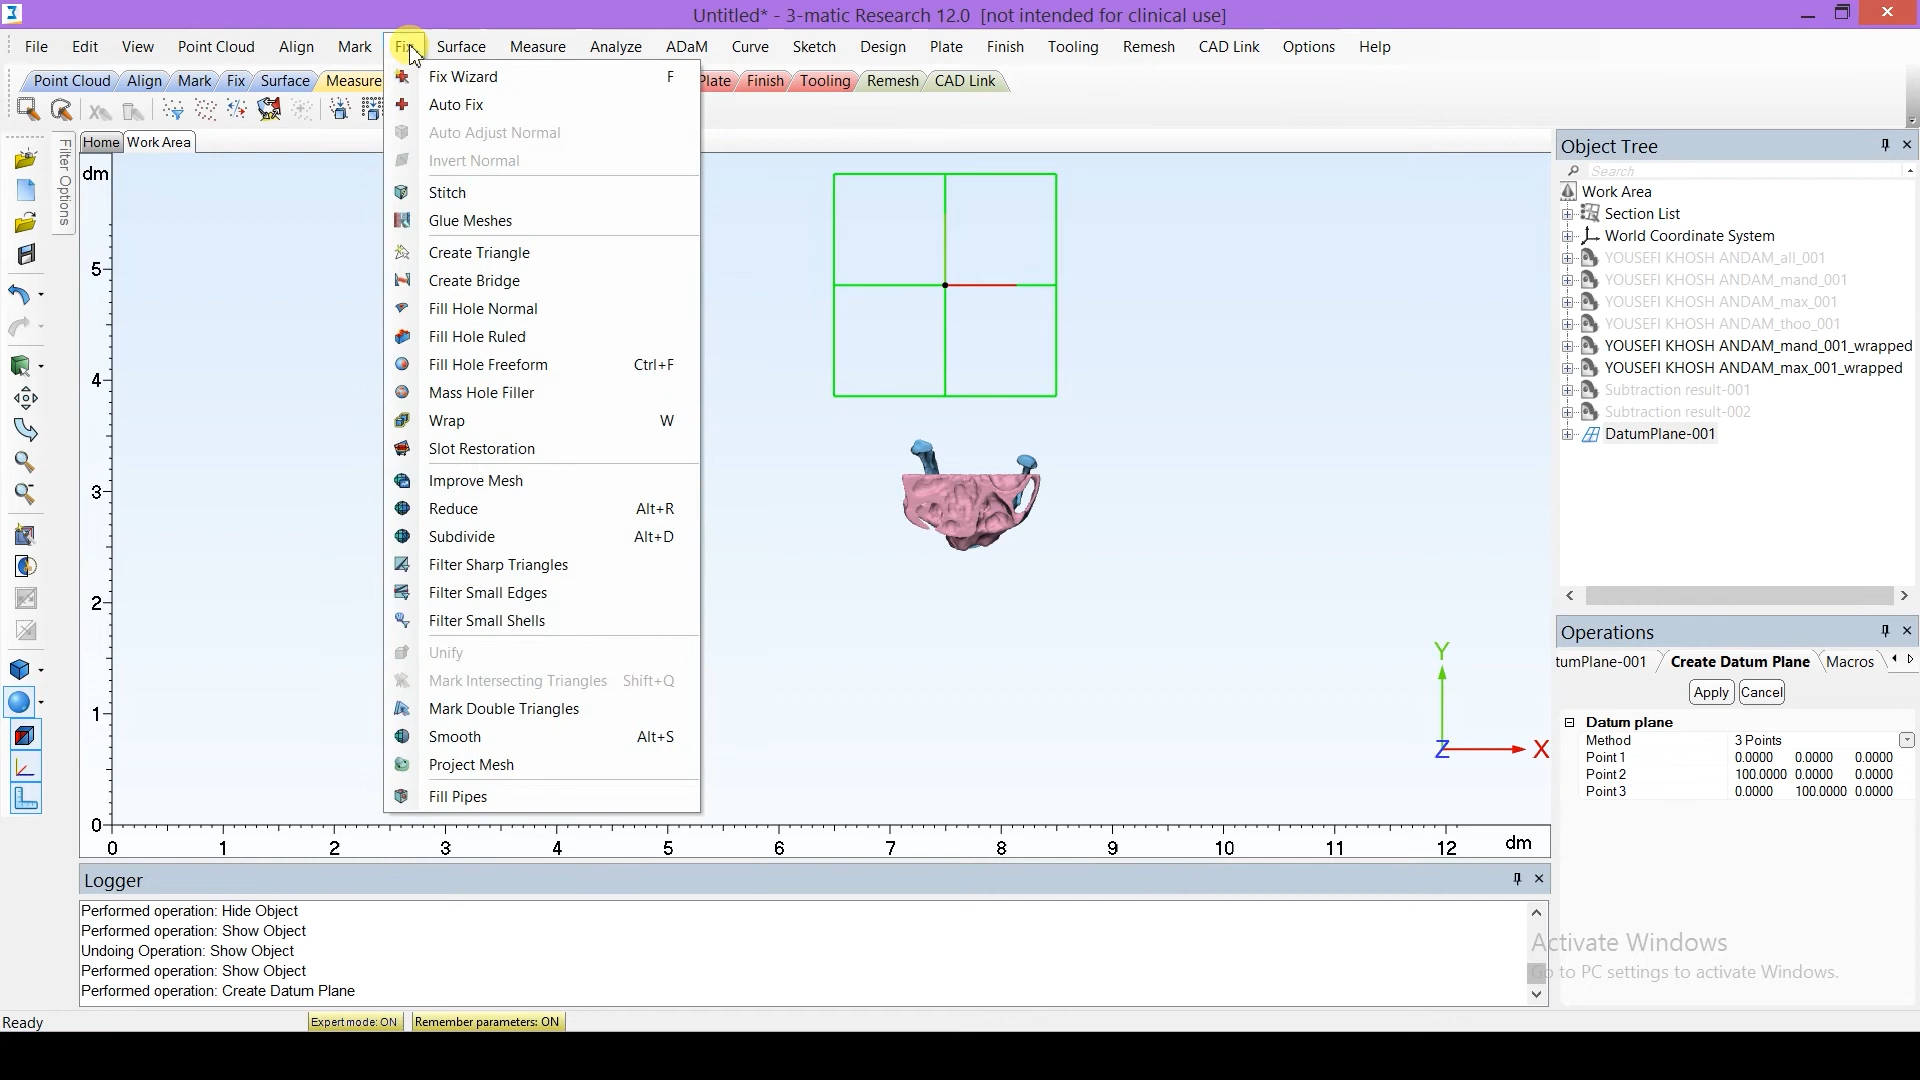 Untitled* - 3-matic Research 12.0 [not intended for clinical use]
File Edit View Point Cloud Align Mark Fix Surface Measure Analyze ADaM Curve Sketch Design Plate Finish Tooling Remesh CAD Link Options Help
Point Cloud Align Mark Fix Surface Measure Plate Finish Tooling Remesh CAD Link
Home Work Area
Filter Options
dm
5
4
3
2
1
0
0 1 2 3 4 5 6 7 8 9 10 11 12 dm
Fix Wizard F
Auto Fix
Auto Adjust Normal
Invert Normal
Stitch
Glue Meshes
Create Triangle
Create Bridge
Fill Hole Normal
Fill Hole Ruled
Fill Hole Freeform Ctrl+F
Mass Hole Filler
Wrap W
Slot Restoration
Improve Mesh
Reduce Alt+R
Subdivide Alt+D
Filter Sharp Triangles
Filter Small Edges
Filter Small Shells
Unify
Mark Intersecting Triangles Shift+Q
Mark Double Triangles
Smooth Alt+S
Project Mesh
Fill Pipes
Y
Z X
Object Tree
Search
Work Area
Section List
World Coordinate System
YOUSEFI KHOSH ANDAM_all_001
YOUSEFI KHOSH ANDAM_mand_001
YOUSEFI KHOSH ANDAM_max_001
YOUSEFI KHOSH ANDAM_thoo_001
YOUSEFI KHOSH ANDAM_mand_001_wrapped
YOUSEFI KHOSH ANDAM_max_001_wrapped
Subtraction result-001
Subtraction result-002
DatumPlane-001
Operations
tumPlane-001 Create Datum Plane Macros
Apply Cancel
Datum plane
Method 3 Points
Point 1 0.0000 0.0000 0.0000
Point 2 100.0000 0.0000 0.0000
Point 3 0.0000 100.0000 0.0000
Logger
Performed operation: Hide Object
Performed operation: Show Object
Undoing Operation: Show Object
Performed operation: Show Object
Performed operation: Create Datum Plane
Activate Windows
Go to PC settings to activate Windows.
Ready Expert mode: ON Remember parameters: ON